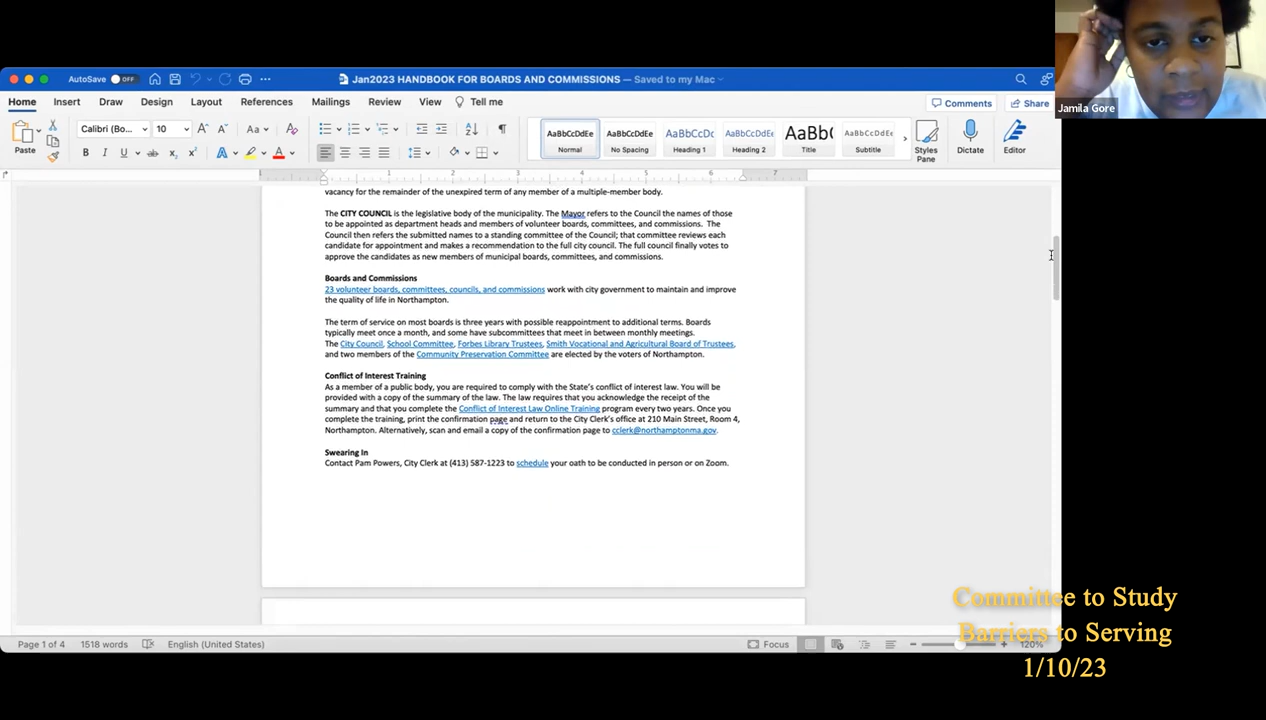 AutoSave OFF
Jan2023 HANDBOOK FOR BOARDS AND COMMISSIONS — Saved to my Mac
Jamila Gore
Home Insert Draw Design Layout References Mailings Review View Tell me
Comments Share
Calibri (Bo... 10
Paste
AaBbCcDdEe AaBbCcDdEe AaBbCcDc AaBbCcDdEe AaBb( AaBbCcDdEe
Normal No Spacing Heading 1 Heading 2 Title Subtitle
Styles Pane
Dictate
Editor
1 2 3 4 5 6 7
vacancy for the remainder of the unexpired term of any member of a multiple-member body.
The CITY COUNCIL is the legislative body of the municipality. The Mayor refers to the Council the names of those
to be appointed as department heads and members of volunteer boards, committees, and commissions. The
Council then refers the submitted names to a standing committee of the Council; that committee reviews each
candidate for appointment and makes a recommendation to the full city council. The full council finally votes to
approve the candidates as new members of municipal boards, committees, and commissions.
Boards and Commissions
23 volunteer boards, committees, councils, and commissions work with city government to maintain and improve
the quality of life in Northampton.
The term of service on most boards is three years with possible reappointment to additional terms. Boards
typically meet once a month, and some have subcommittees that meet in between monthly meetings.
The City Council, School Committee, Forbes Library Trustees, Smith Vocational and Agricultural Board of Trustees,
and two members of the Community Preservation Committee are elected by the voters of Northampton.
Conflict of Interest Training
As a member of a public body, you are required to comply with the State's conflict of interest law. You will be
provided with a copy of the summary of the law. The law requires that you acknowledge the receipt of the
summary and that you complete the Conflict of Interest Law Online Training program every two years. Once you
complete the training, print the confirmation page and return to the City Clerk's office at 210 Main Street, Room 4,
Northampton. Alternatively, scan and email a copy of the confirmation page to cclerk@northamptonma.gov.
Swearing In
Contact Pam Powers, City Clerk at (413) 587-1223 to schedule your oath to be conducted in person or on Zoom.
Committee to Study
Barriers to Serving
1/10/23
Page 1 of 4 1518 words English (United States) Focus 120%